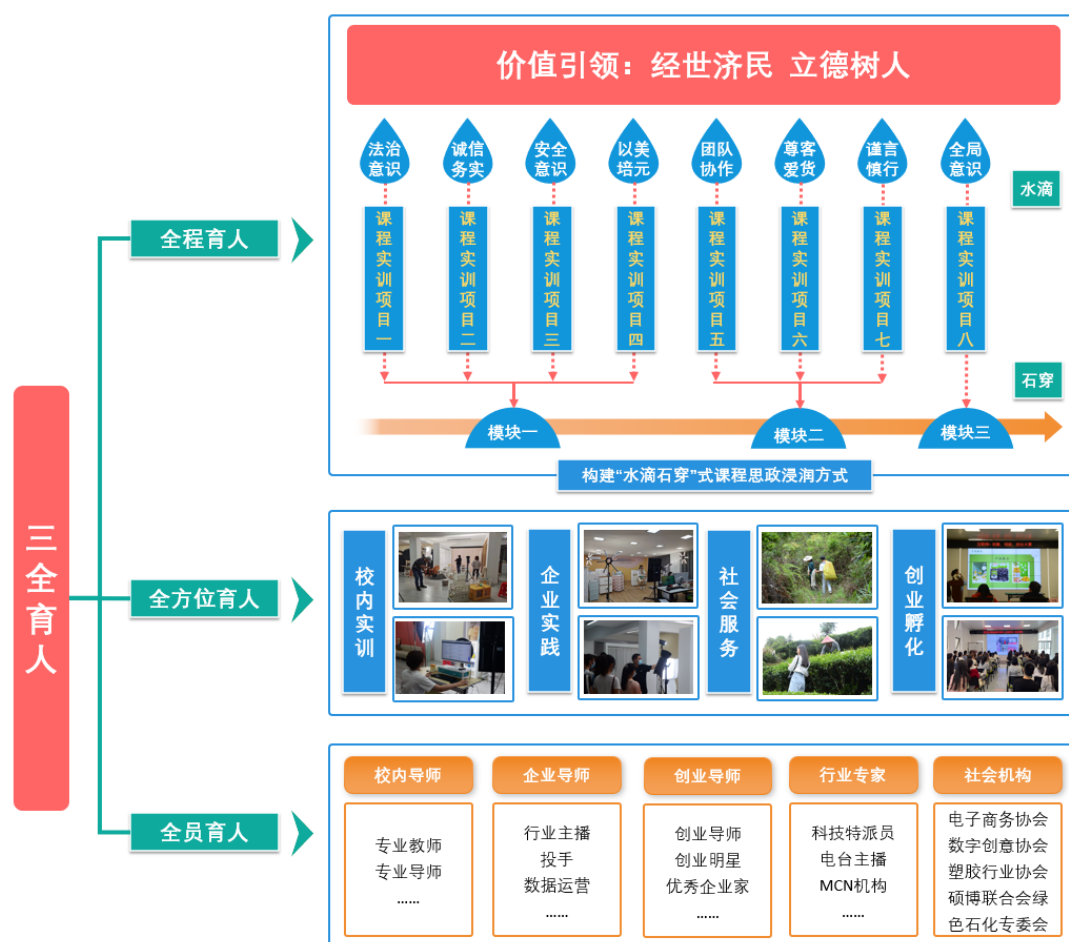 价值引领：经世济民 立德树人
法治
意识
诚信
务实
安全
意识
以美
培元
团队
协作
尊客
爱货
谨言
慎行
全局
意识
水滴
课程实训项目一
课程实训项目二
课程实训项目三
课程实训项目四
课程实训项目五
课程实训项目六
课程实训项目七
课程实训项目八
石穿
模块一
模块二
模块三
构建“水滴石穿”式课程思政浸润方式
三全育人
全程育人
全方位育人
校内实训
企业实践
社会服务
创业孵化
全员育人
校内导师
专业教师
专业导师
......
企业导师
行业主播
投手
数据运营
......
创业导师
创业导师
创业明星
优秀企业家
......
行业专家
科技特派员
电台主播
MCN机构
......
社会机构
电子商务协会
数字创意协会
塑胶行业协会
硕博联合会绿
色石化专委会